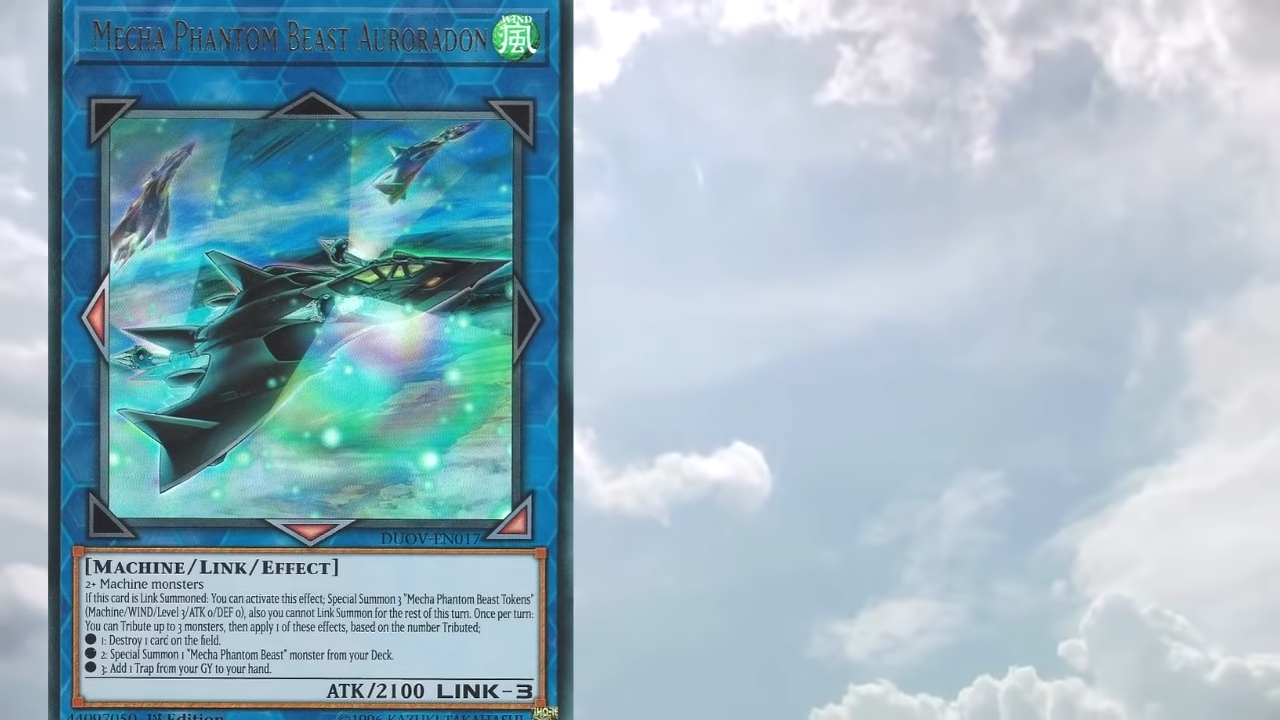 MECHA PHANTOM BEAST AURORADON
WIND
風
DUOV-EN017
[MACHINE/LINK/EFFECT]
2+ Machine monsters
If this card is Link Summoned: You can activate this effect; Special Summon 3 "Mecha Phantom Beast Tokens"
(Machine/WIND/Level 3/ATK 0/DEF 0), also you cannot Link Summon for the rest of this turn. Once per turn:
You can Tribute up to 3 monsters, then apply 1 of these effects, based on the number Tributed;
● 1: Destroy 1 card on the field.
● 2: Special Summon 1 "Mecha Phantom Beast" monster from your Deck.
● 3: Add 1 Trap from your GY to your hand.
ATK/2100 LINK-3
44097050 1ST Edition
©1996 KAZUKI TAKAHASHI